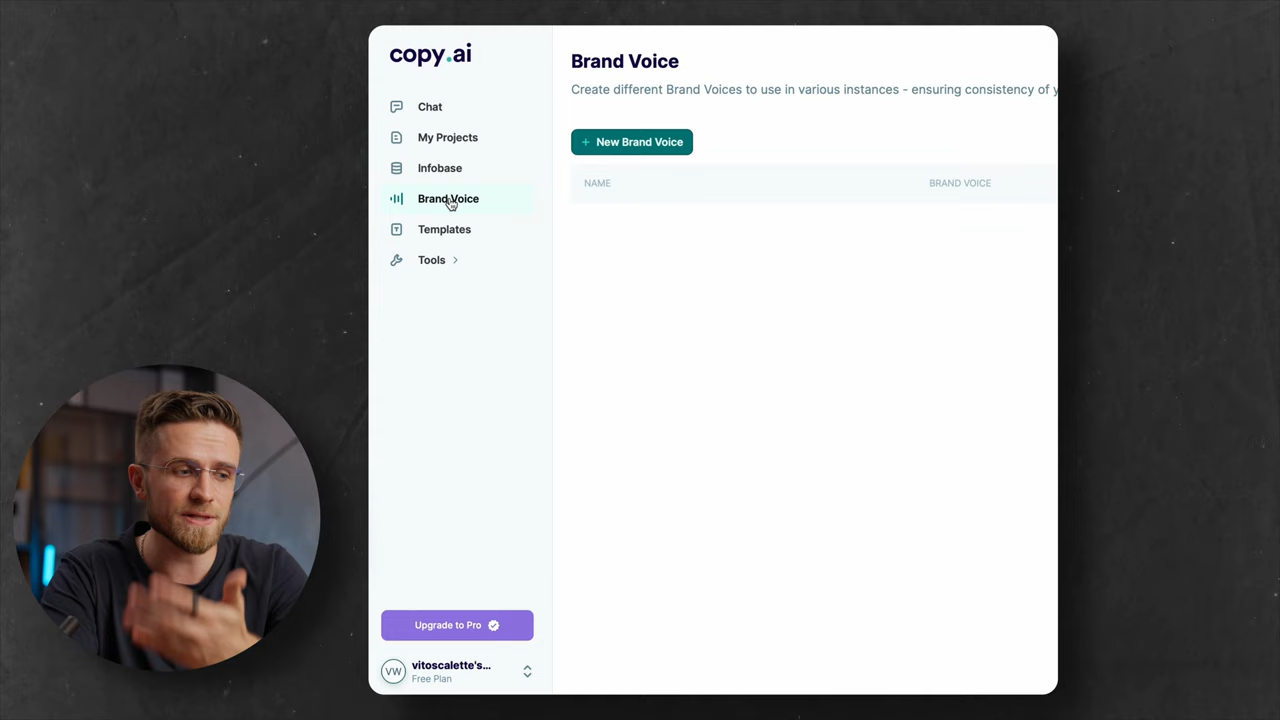 copy.ai
Chat
My Projects
Infobase
Brand Voice
Templates
Tools
Upgrade to Pro
VW
vitoscalette's...
Free Plan
Brand Voice
Create different Brand Voices to use in various instances - ensuring consistency of y
+ New Brand Voice
NAME BRAND VOICE